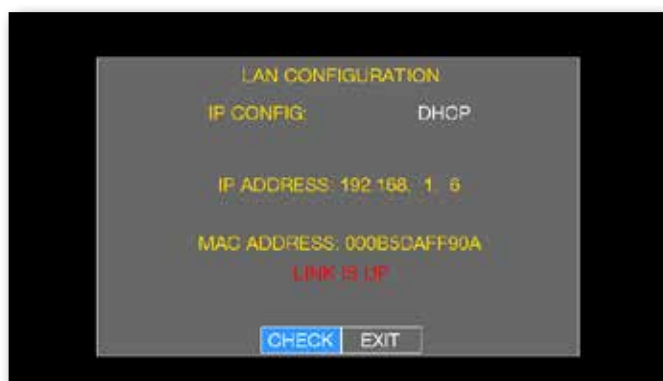 LAN CONFIGURATION
IP CONFIG: DHCP
IP ADDRESS: 192.168. 1. 6
MAC ADDRESS: 000B5DAFF90A
LINK IS UP
CHECK EXIT